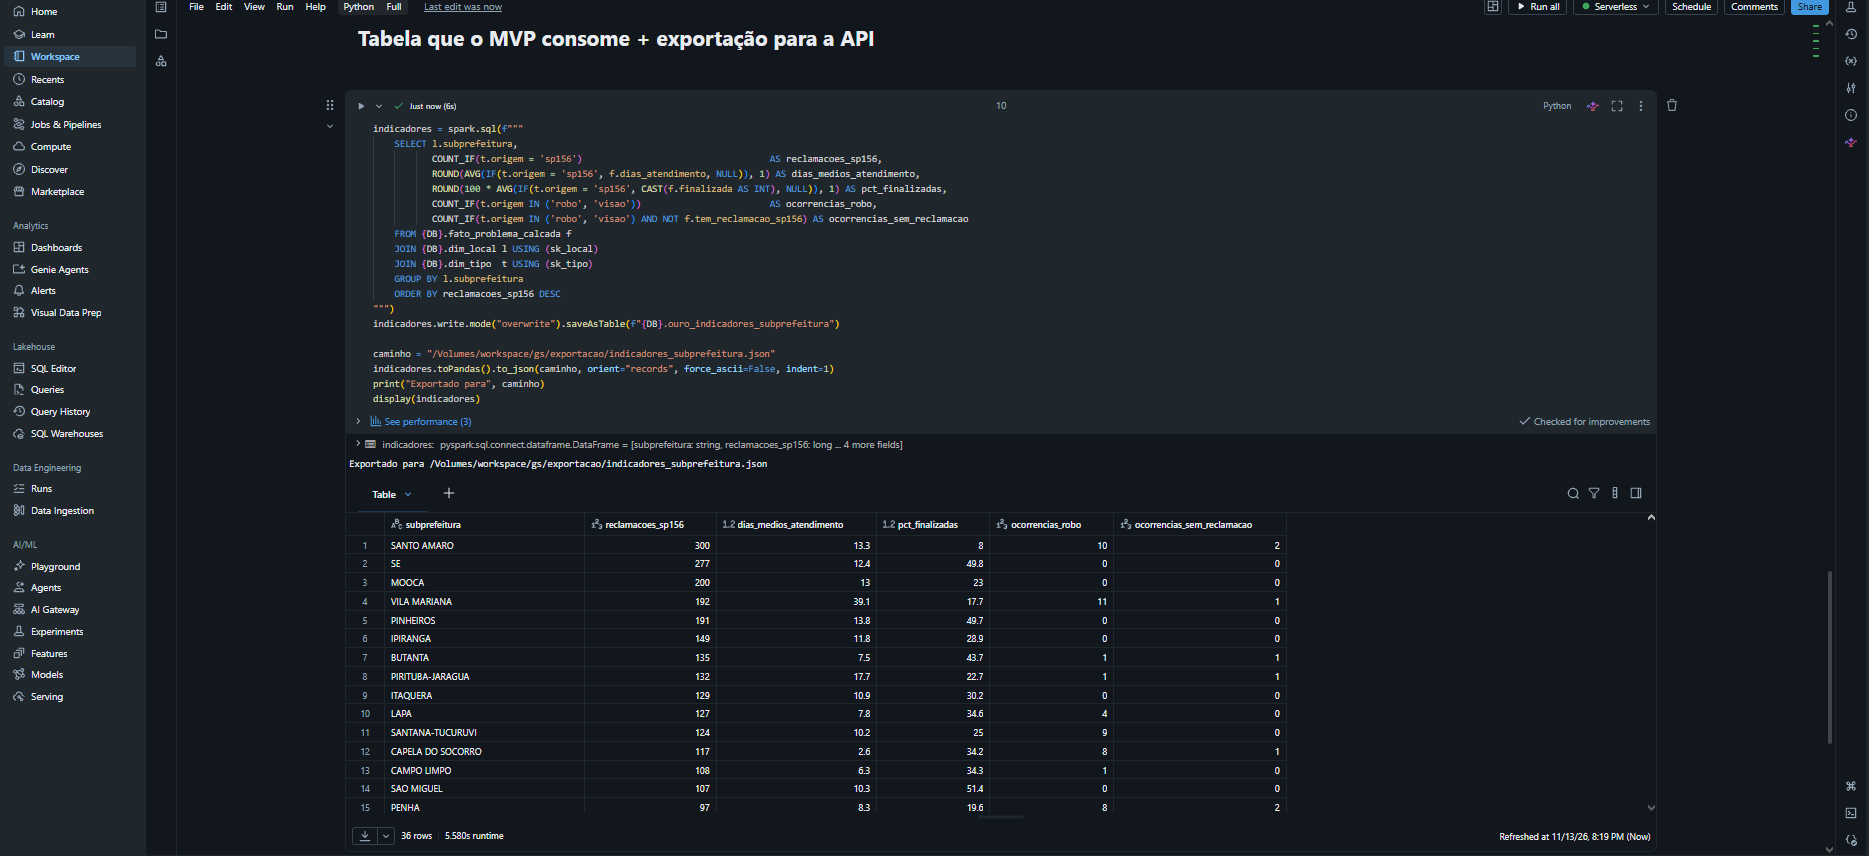 File Edit View Run Help Python Full Last edit was now
Run all Serverless Schedule Comments Share
Home
Learn
Workspace
Recents
Catalog
Jobs & Pipelines
Compute
Discover
Marketplace
Analytics
Dashboards
Genie Agents
Alerts
Visual Data Prep
Lakehouse
SQL Editor
Queries
Query History
SQL Warehouses
Data Engineering
Runs
Data Ingestion
AI/ML
Playground
Agents
AI Gateway
Experiments
Features
Models
Serving
Tabela que o MVP consome + exportação para a API
Just now (6s) 10 Python
indicadores = spark.sql(f"""
SELECT l.subprefeitura,
COUNT_IF(t.origem = 'sp156') AS reclamacoes_sp156,
ROUND(AVG(IF(t.origem = 'sp156', f.dias_atendimento, NULL)), 1) AS dias_medios_atendimento,
ROUND(100 * AVG(IF(t.origem = 'sp156', CAST(f.finalizada AS INT), NULL)), 1) AS pct_finalizadas,
COUNT_IF(t.origem IN ('robo', 'visao')) AS ocorrencias_robo,
COUNT_IF(t.origem IN ('robo', 'visao') AND NOT f.tem_reclamacao_sp156) AS ocorrencias_sem_reclamacao
FROM {DB}.fato_problema_calcada f
JOIN {DB}.dim_local l USING (sk_local)
JOIN {DB}.dim_tipo t USING (sk_tipo)
GROUP BY l.subprefeitura
ORDER BY reclamacoes_sp156 DESC
""")
indicadores.write.mode("overwrite").saveAsTable(f"{DB}.ouro_indicadores_subprefeitura")
caminho = "/Volumes/workspace/gs/exportacao/indicadores_subprefeitura.json"
indicadores.toPandas().to_json(caminho, orient="records", force_ascii=False, indent=1)
print("Exportado para", caminho)
display(indicadores)
See performance (3) Checked for improvements
indicadores: pyspark.sql.connect.dataframe.DataFrame = [subprefeitura: string, reclamacoes_sp156: long ... 4 more fields]
Exportado para /Volumes/workspace/gs/exportacao/indicadores_subprefeitura.json
Table
subprefeitura reclamacoes_sp156 1.2 dias_medios_atendimento 1.2 pct_finalizadas ocorrencias_robo ocorrencias_sem_reclamacao
1 SANTO AMARO 300 13.3 8 10 2
2 SE 277 12.4 49.8 0 0
3 MOOCA 200 13 23 0 0
4 VILA MARIANA 192 39.1 17.7 11 1
5 PINHEIROS 191 13.8 49.7 0 0
6 IPIRANGA 149 11.8 28.9 0 0
7 BUTANTA 135 7.5 43.7 1 1
8 PIRITUBA-JARAGUA 132 17.7 22.7 1 1
9 ITAQUERA 129 10.9 30.2 0 0
10 LAPA 127 7.8 34.6 4 0
11 SANTANA-TUCURUVI 124 10.2 25 9 0
12 CAPELA DO SOCORRO 117 2.6 34.2 8 1
13 CAMPO LIMPO 108 6.3 34.3 1 0
14 SAO MIGUEL 107 10.3 51.4 0 0
15 PENHA 97 8.3 19.6 8 2
36 rows 5.580s runtime Refreshed at 11/13/26, 8:19 PM (Now)